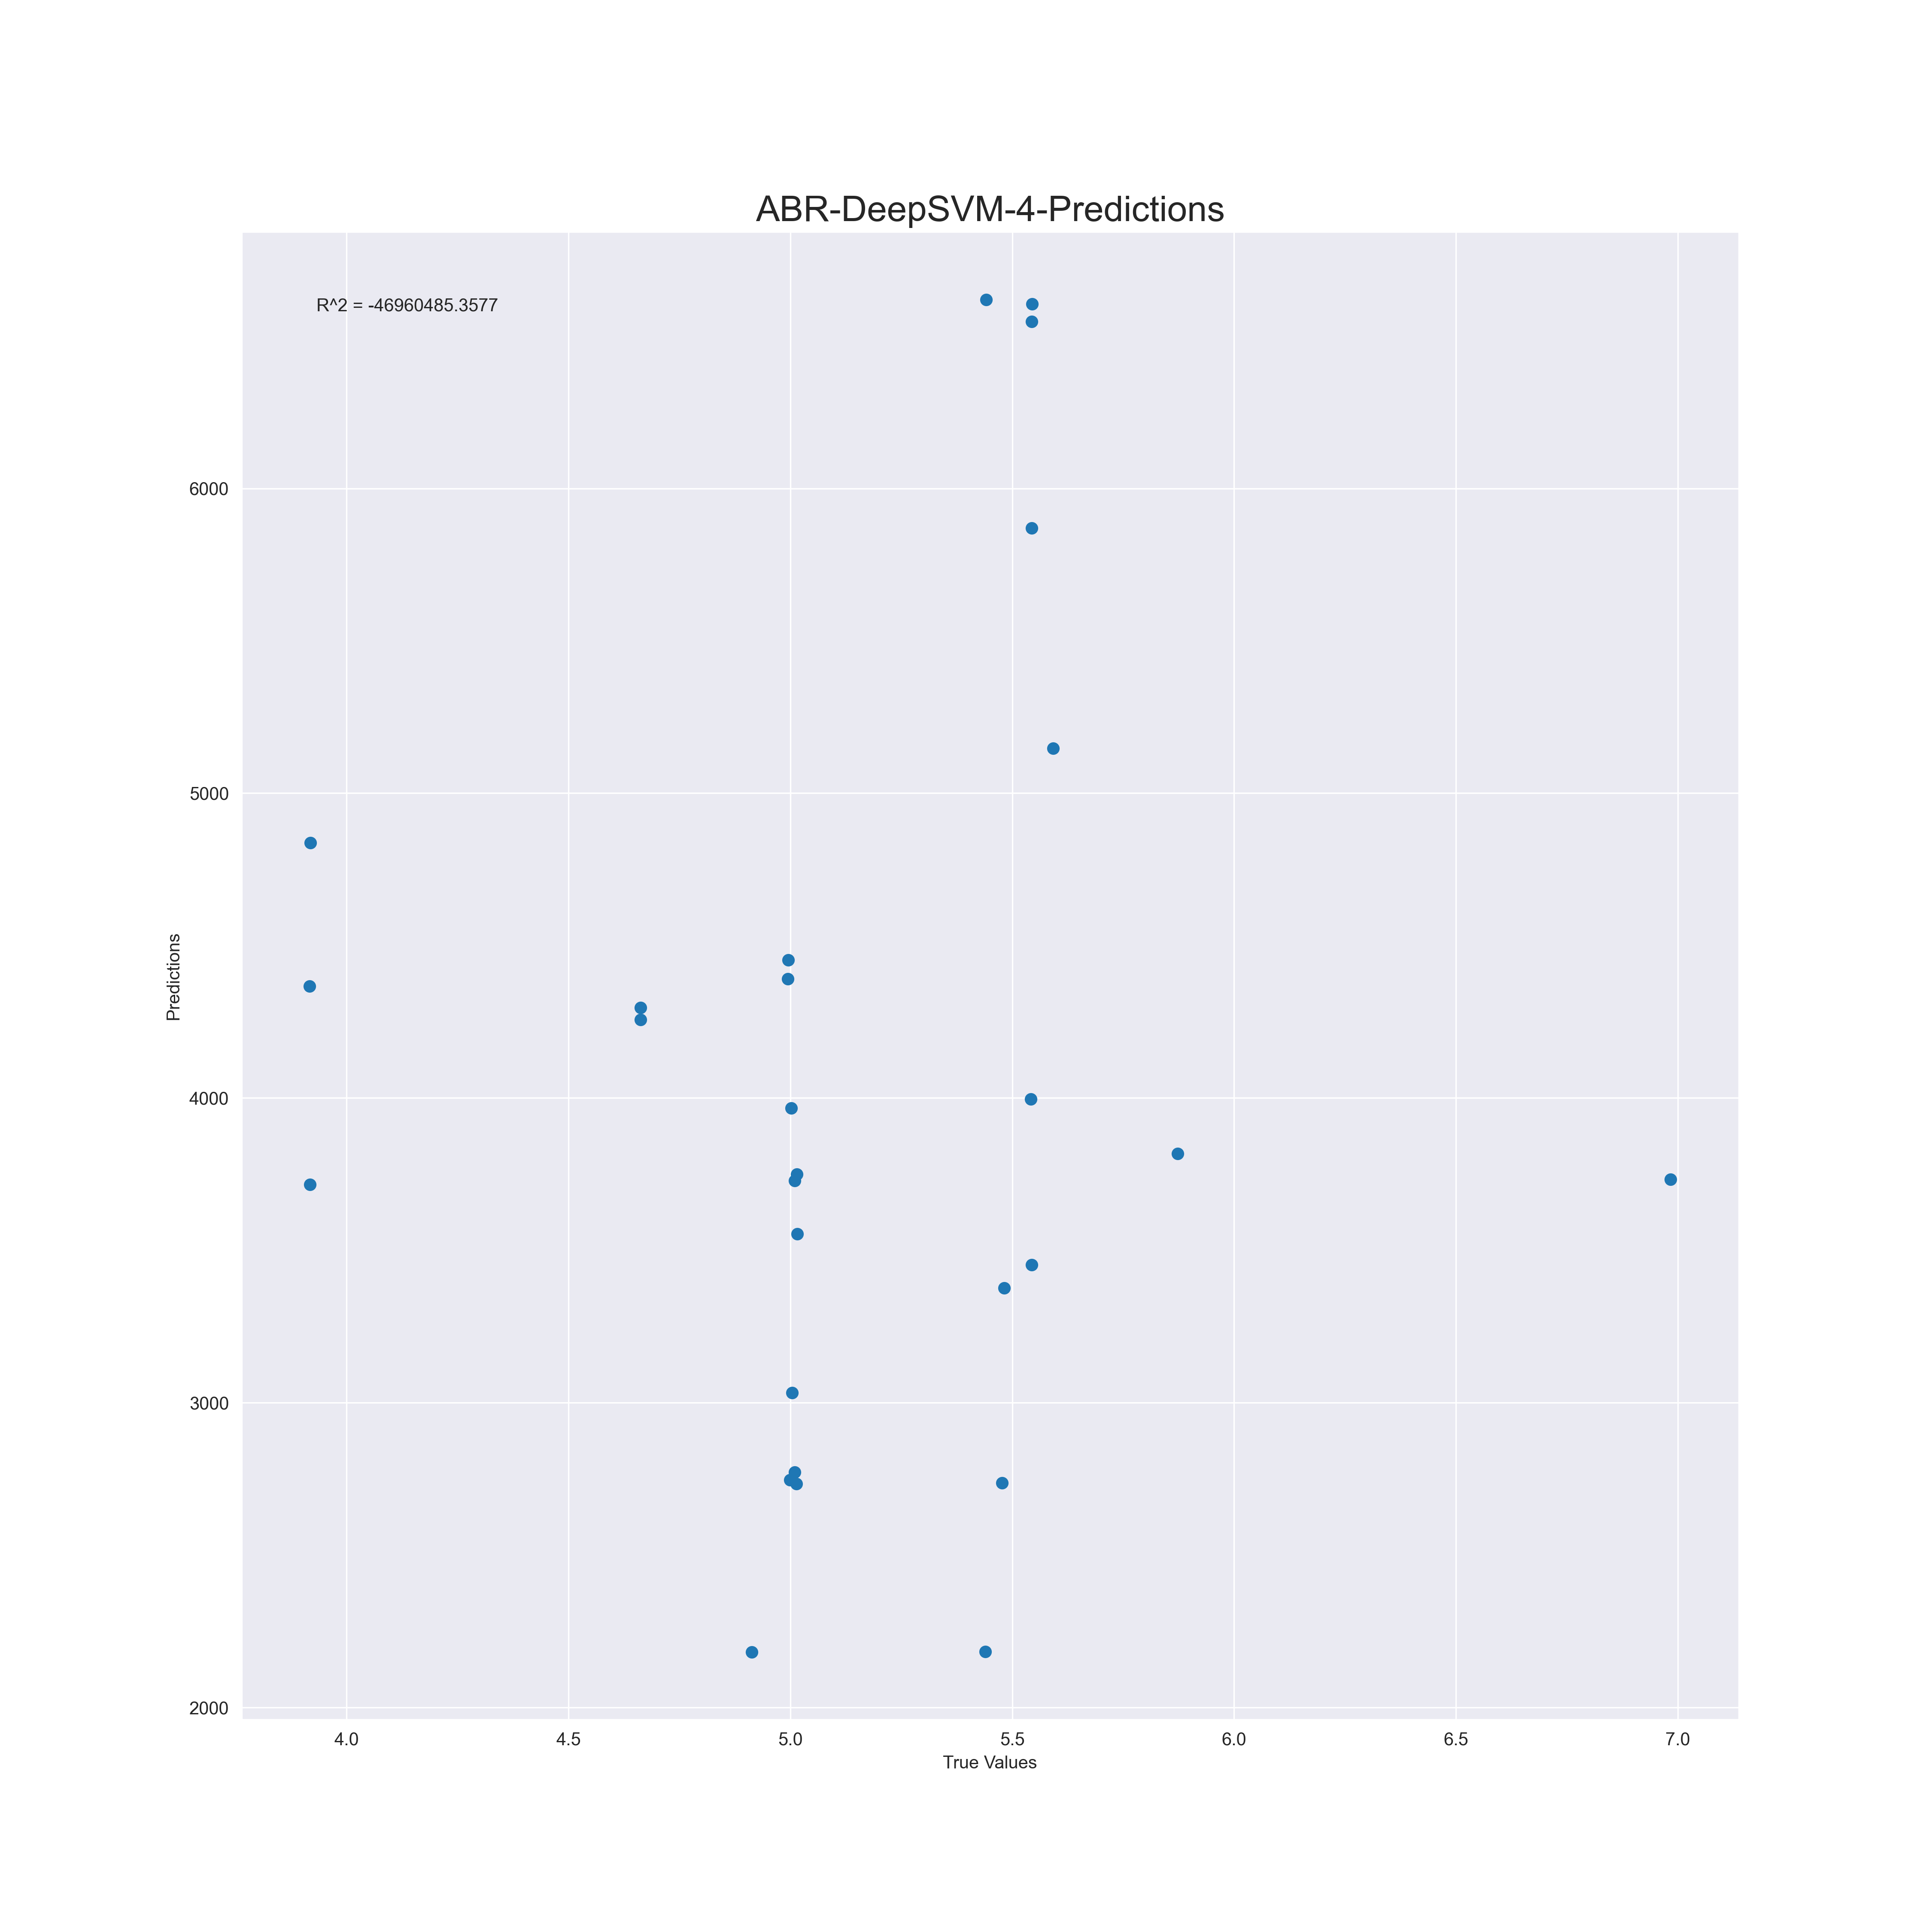 ABR-DeepSVM-4-Predictions
R^2 = -46960485.3577
6000
5000
4000
3000
2000
Predictions
4.0 4.5 5.0 5.5 6.0 6.5 7.0
True Values